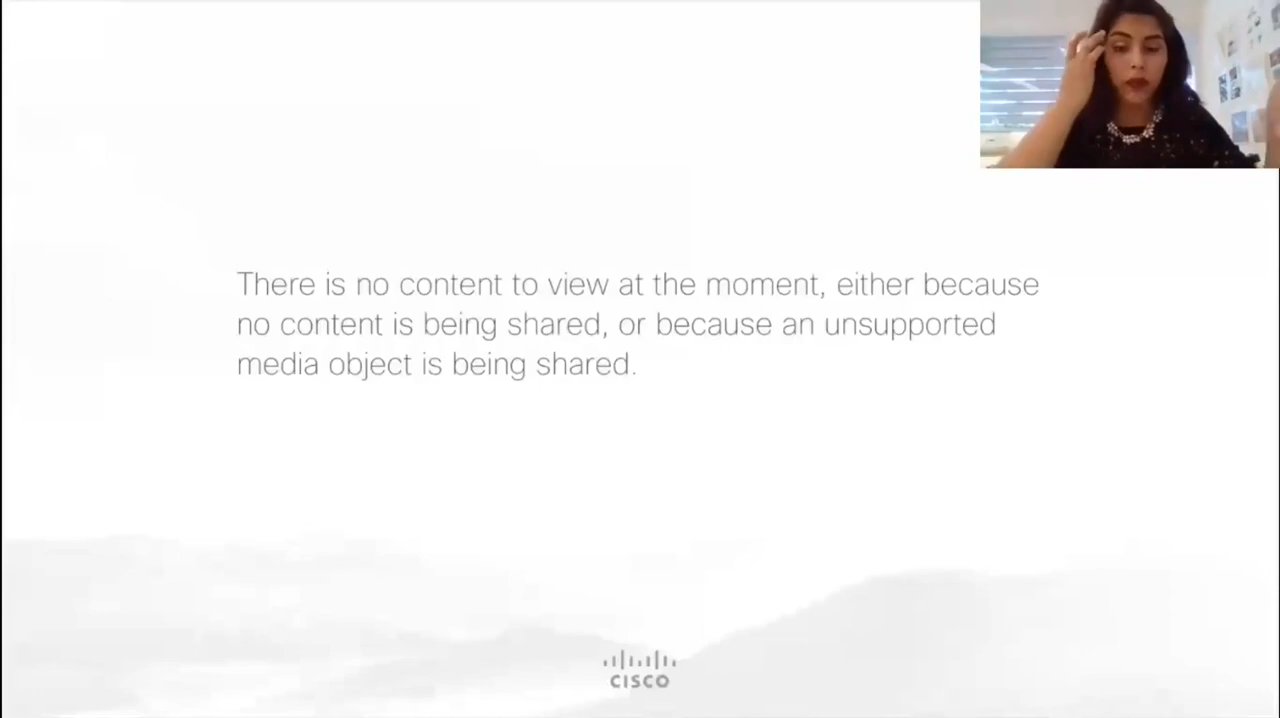 There is no content to view at the moment, either because
no content is being shared, or because an unsupported
media object is being shared.
CISCO